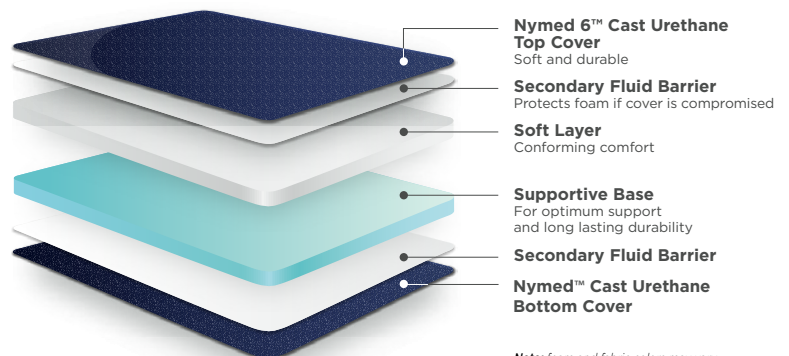 Nymed 6™ Cast Urethane
Top Cover
Soft and durable
Secondary Fluid Barrier
Protects foam if cover is compromised
Soft Layer
Conforming comfort
Supportive Base
For optimum support
and long lasting durability
Secondary Fluid Barrier
Nymed™ Cast Urethane
Bottom Cover